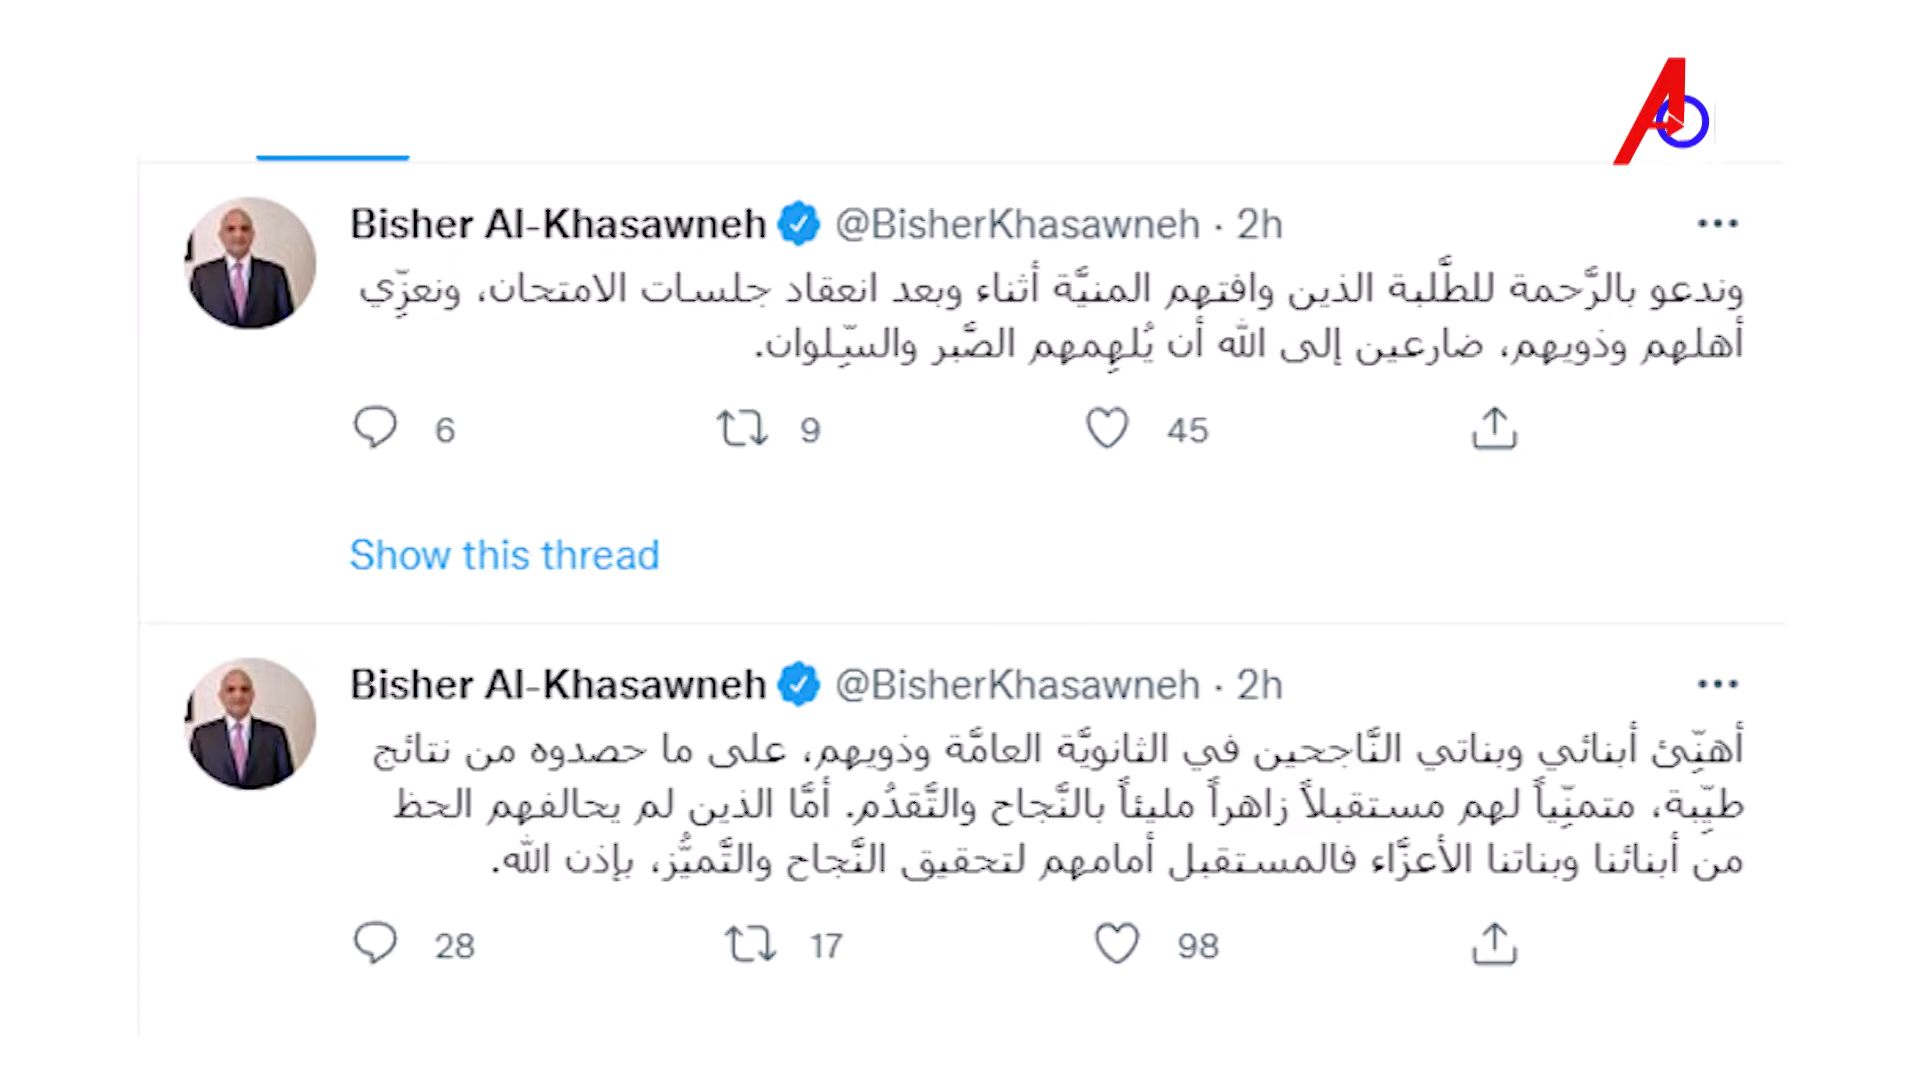 Bisher Al-Khasawneh @BisherKhasawneh · 2h
وندعو بالرَّحمة للطَّلبة الذين وافتهم المنيَّة أثناء وبعد انعقاد جلسات الامتحان، ونعزِّي
أهلهم وذويهم، ضارعين إلى الله أن يُلهِمهم الصَّبر والسِّلوان.
6 9 45
Show this thread
Bisher Al-Khasawneh @BisherKhasawneh · 2h
أهنِّئ أبنائي وبناتي النَّاجحين في الثانويَّة العامَّة وذويهم، على ما حصدوه من نتائج
طيِّبة، متمنِّياً لهم مستقبلاً زاهراً مليئاً بالنَّجاح والتَّقدُم. أمَّا الذين لم يحالفهم الحظ
من أبنائنا وبناتنا الأعزَّاء فالمستقبل أمامهم لتحقيق النَّجاح والتَّميُّز، بإذن الله.
28 17 98